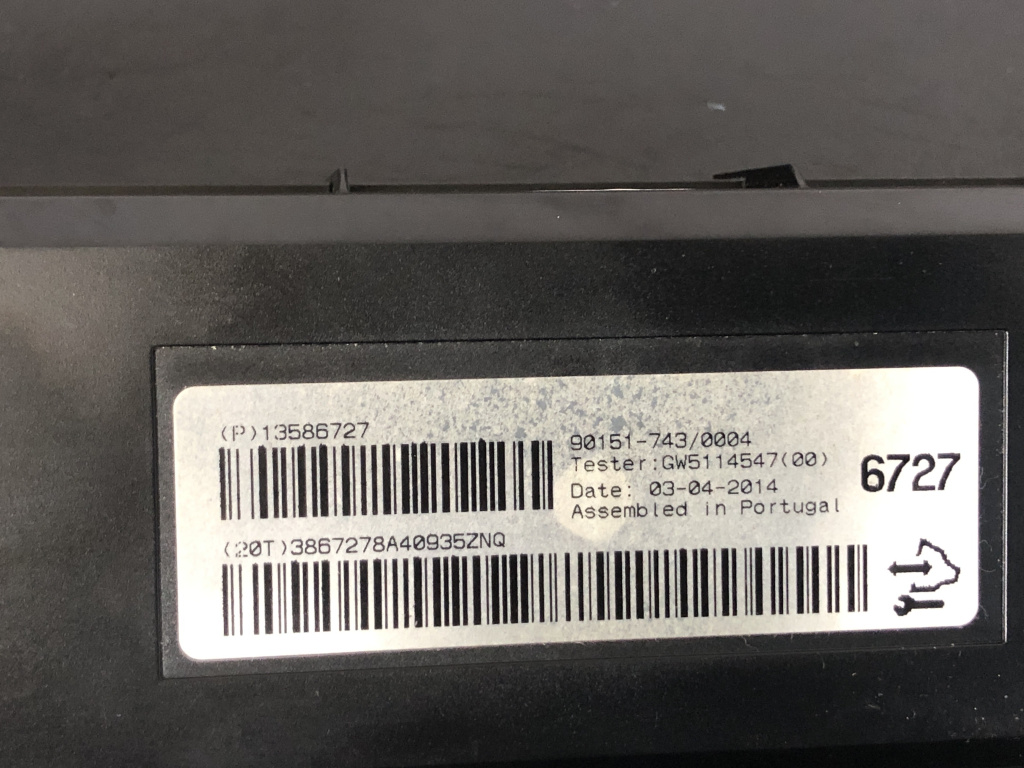 (P)13586727
90151-743/0004
Tester:GW5114547(00)
Date: 03-04-2014
Assembled in Portugal
6727
(20T)3867278A40935ZNQ